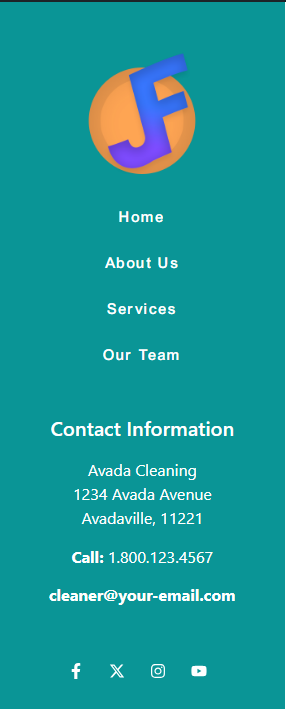 JF
Home
About Us
Services
Our Team
Contact Information
Avada Cleaning
1234 Avada Avenue
Avadaville, 11221
Call: 1.800.123.4567
cleaner@your-email.com